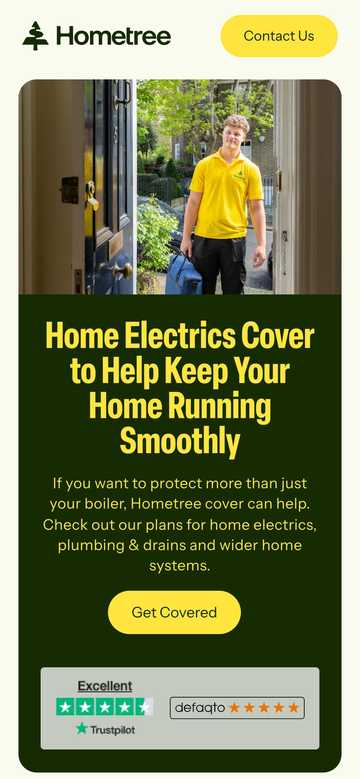 Hometree
Contact Us
Home Electrics Cover
to Help Keep Your
Home Running
Smoothly
If you want to protect more than just
your boiler, Hometree cover can help.
Check out our plans for home electrics,
plumbing & drains and wider home
systems.
Get Covered
Excellent
Trustpilot
defaqto